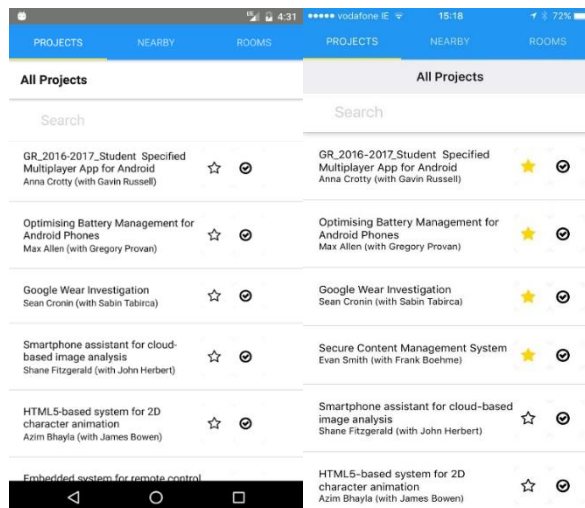 4:31
PROJECTS NEARBY ROOMS
All Projects
Search
GR_2016-2017_Student Specified
Multiplayer App for Android
Anna Crotty (with Gavin Russell)
Optimising Battery Management for
Android Phones
Max Allen (with Gregory Provan)
Google Wear Investigation
Sean Cronin (with Sabin Tabirca)
Smartphone assistant for cloud-
based image analysis
Shane Fitzgerald (with John Herbert)
HTML5-based system for 2D
character animation
Azim Bhayla (with James Bowen)
Embedded system for remote control
vodafone IE 15:18 72%
PROJECTS NEARBY ROOMS
All Projects
Search
GR_2016-2017_Student Specified
Multiplayer App for Android
Anna Crotty (with Gavin Russell)
Optimising Battery Management for
Android Phones
Max Allen (with Gregory Provan)
Google Wear Investigation
Sean Cronin (with Sabin Tabirca)
Secure Content Management System
Evan Smith (with Frank Boehme)
Smartphone assistant for cloud-based
image analysis
Shane Fitzgerald (with John Herbert)
HTML5-based system for 2D
character animation
Azim Bhayla (with James Bowen)